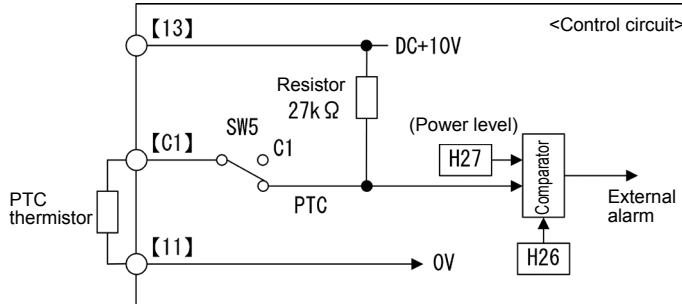 【13】
<Control circuit>
DC+10V
Resistor
27kΩ
(Power level)
SW5
C1
【C1】
H27
Comparator
PTC
thermistor
PTC
External
alarm
【11】
0V
H26